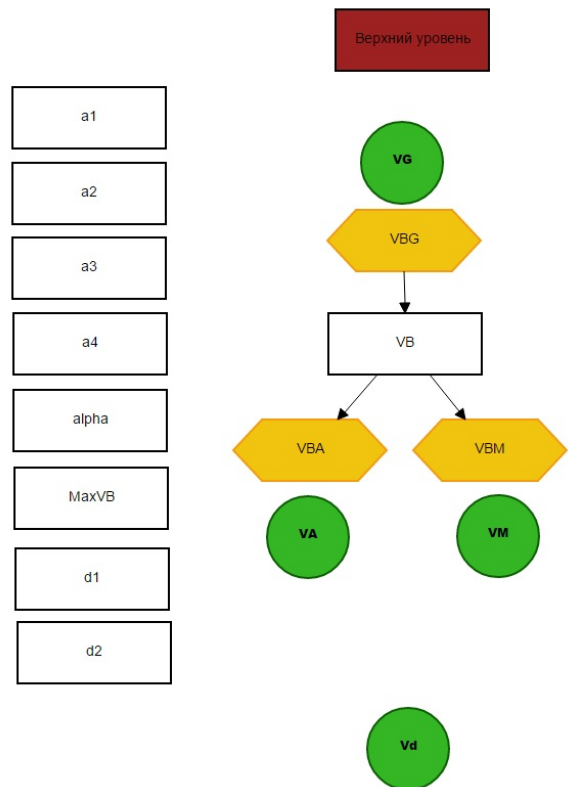 Верхний уровень
a1
VG
a2
VBG
a3
a4
VB
alpha
VBA
VBM
MaxVB
VA
VM
d1
d2
Vd